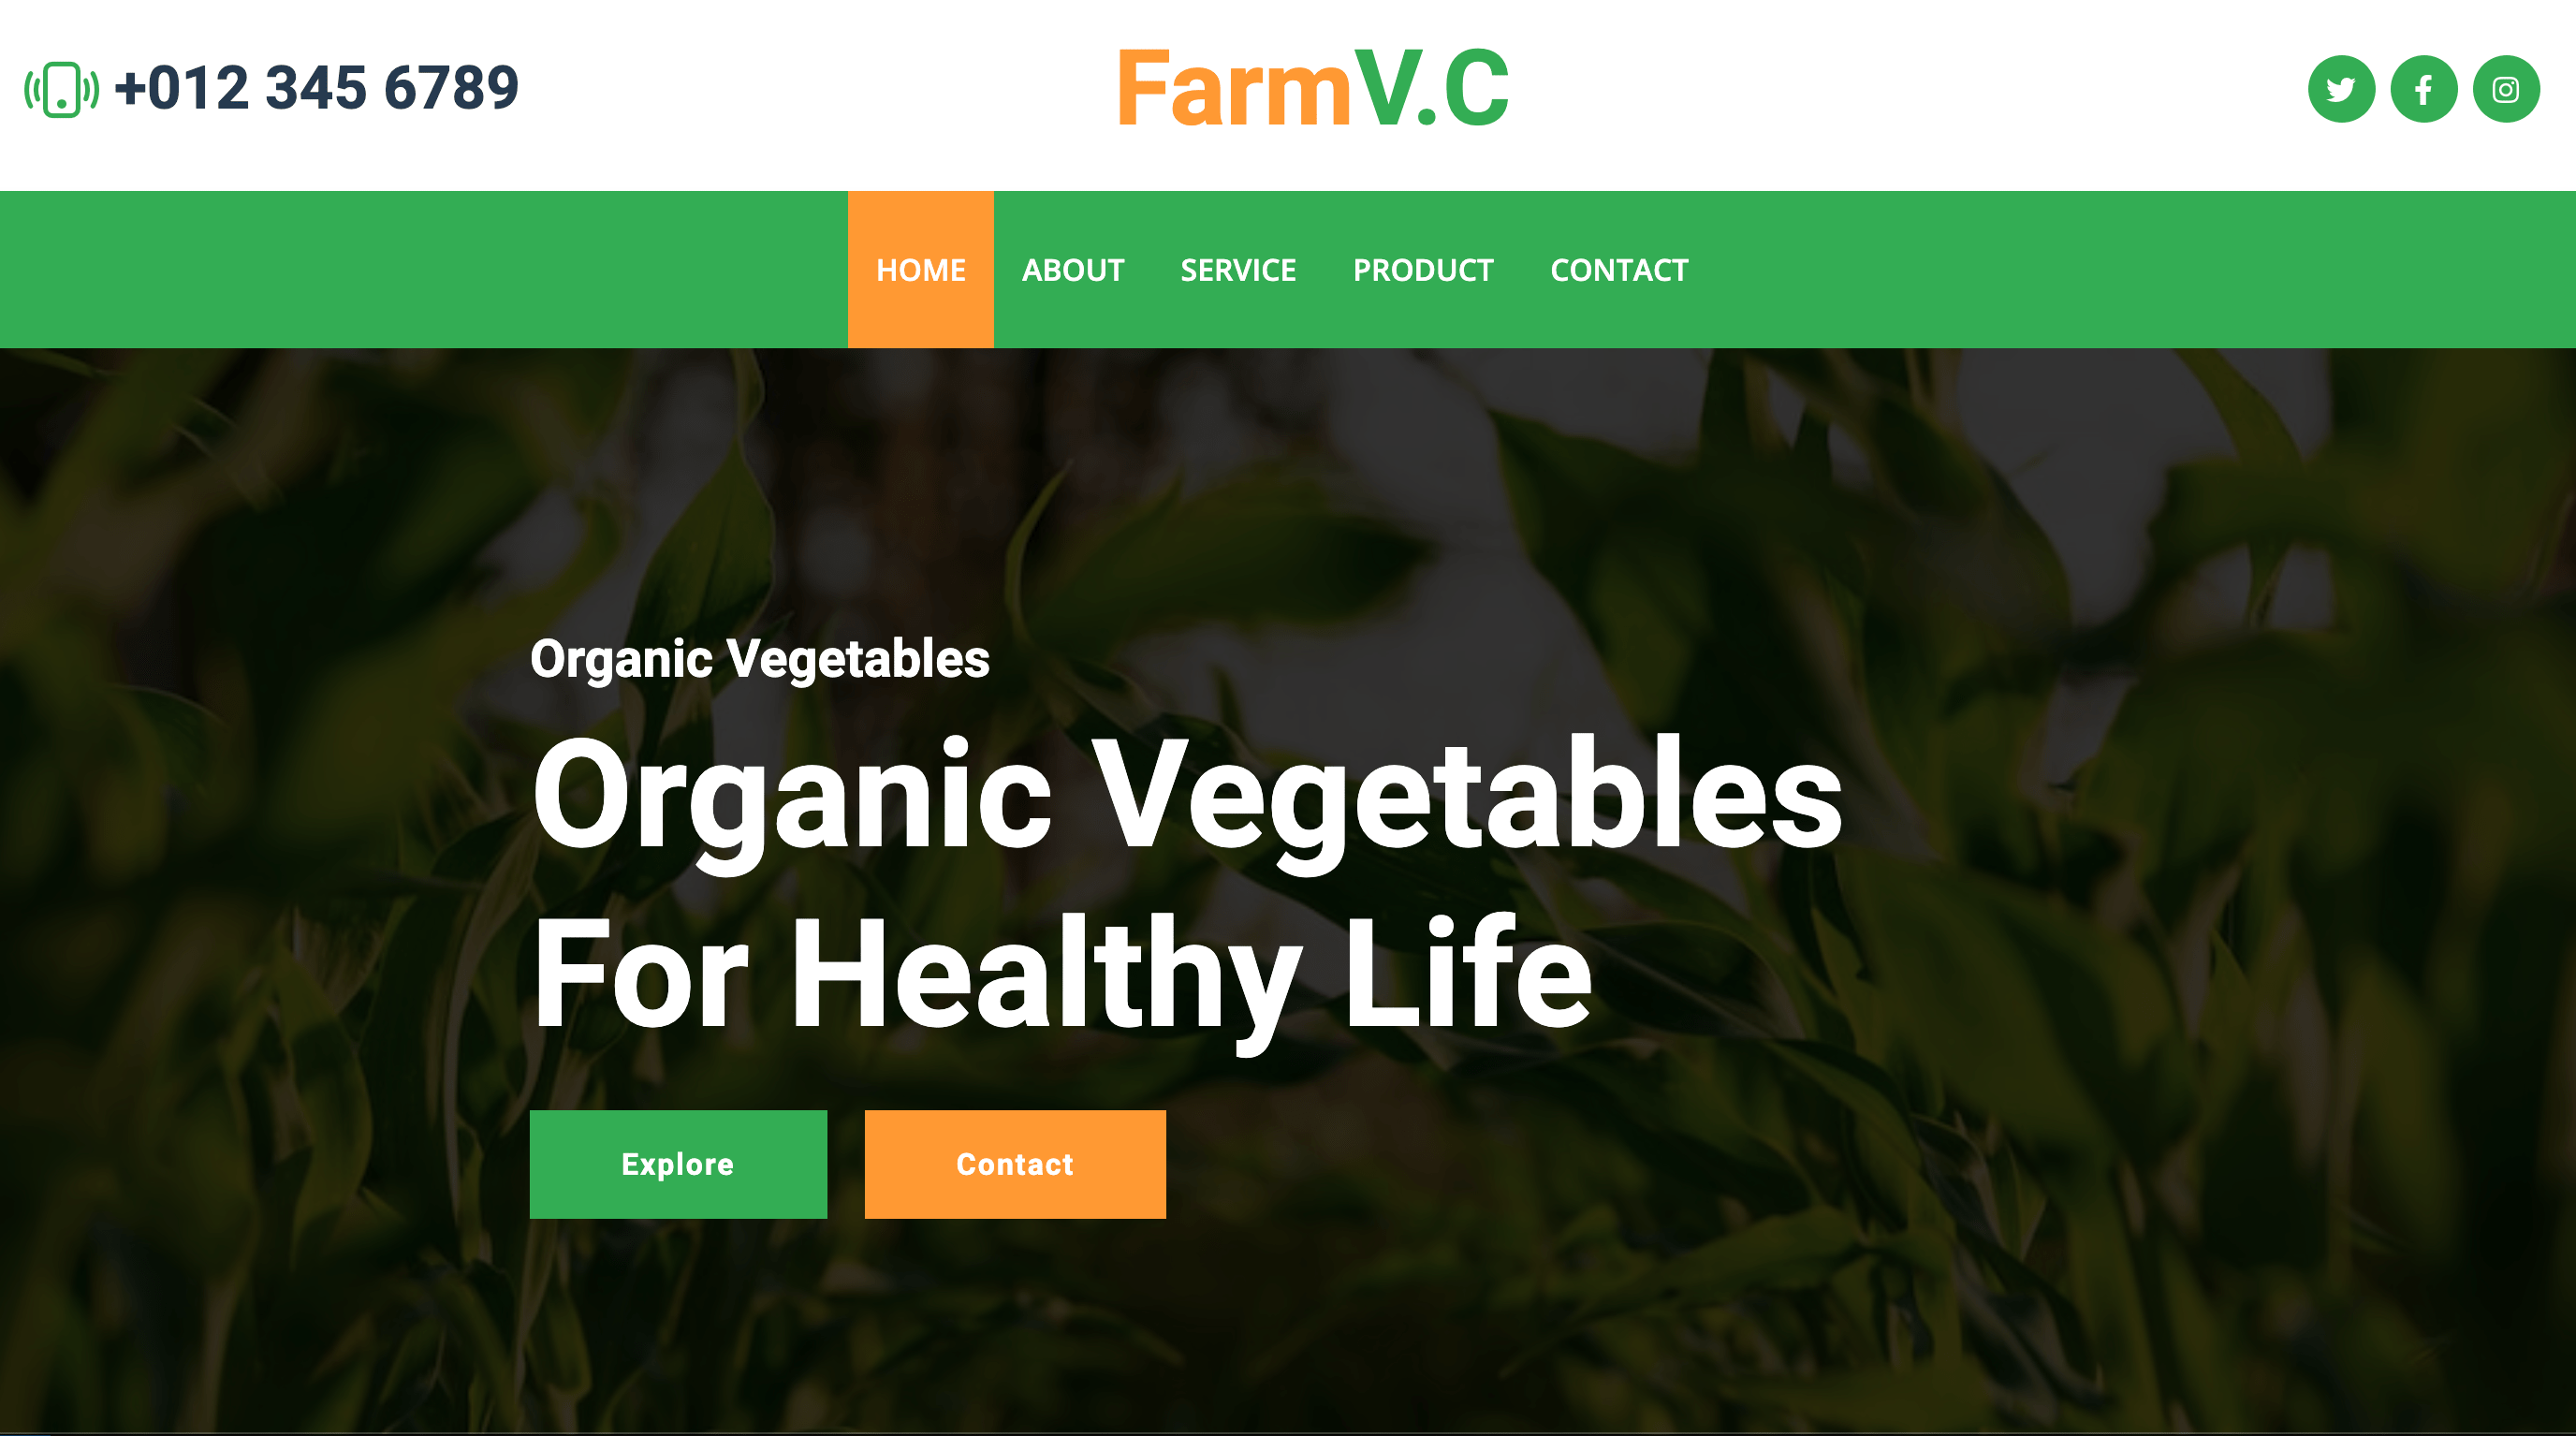 +012 345 6789
FarmV.C
HOME ABOUT SERVICE PRODUCT CONTACT
Organic Vegetables
Organic Vegetables
For Healthy Life
Explore Contact